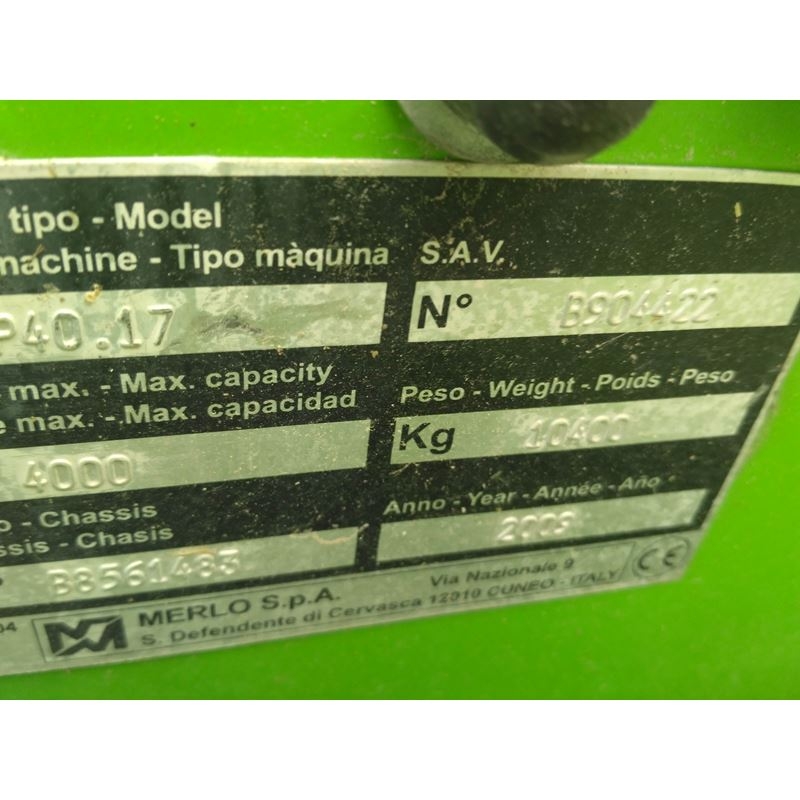 tipo - Model
machine - Tipo màquina
S.A.V.
P40.17
N° B904422
max. - Max. capacity
e max. - Max. capacidad
Peso - Weight - Poids - Peso
4000
Kg 10400
o - Chassis
ssis - Chasis
Anno - Year - Année - Año
B8561483
04
MERLO S.p.A.
Via Nazionale 9
S. Defendente di Cervasca 12010 CUNEO - ITALY
CE